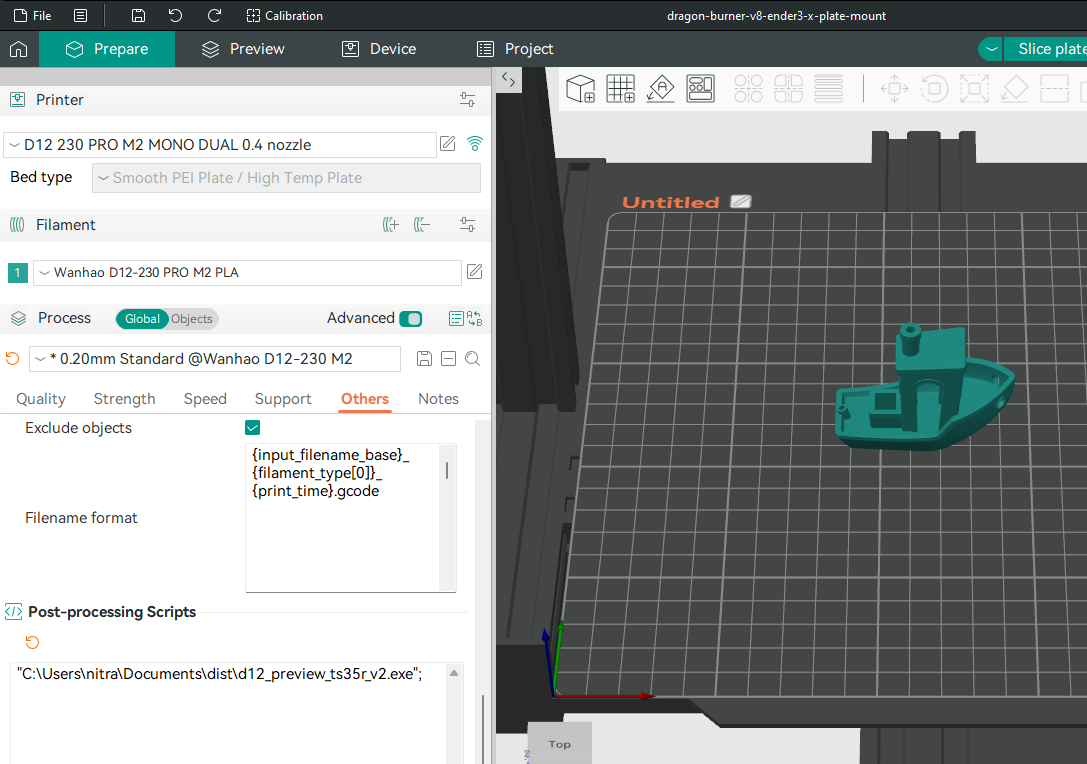 File
Calibration
dragon-burner-v8-ender3-x-plate-mount
Prepare
Preview
Device
Project
Slice plate
Printer
D12 230 PRO M2 MONO DUAL 0.4 nozzle
Bed type
Smooth PEI Plate / High Temp Plate
Filament
1
Wanhao D12-230 PRO M2 PLA
Process
Global
Objects
Advanced
* 0.20mm Standard @Wanhao D12-230 M2
Quality
Strength
Speed
Support
Others
Notes
Exclude objects
{input_filename_base}_
{filament_type[0]}_
{print_time}.gcode
Filename format
Post-processing Scripts
"C:\Users\nitra\Documents\dist\d12_preview_ts35r_v2.exe";
Untitled
Top